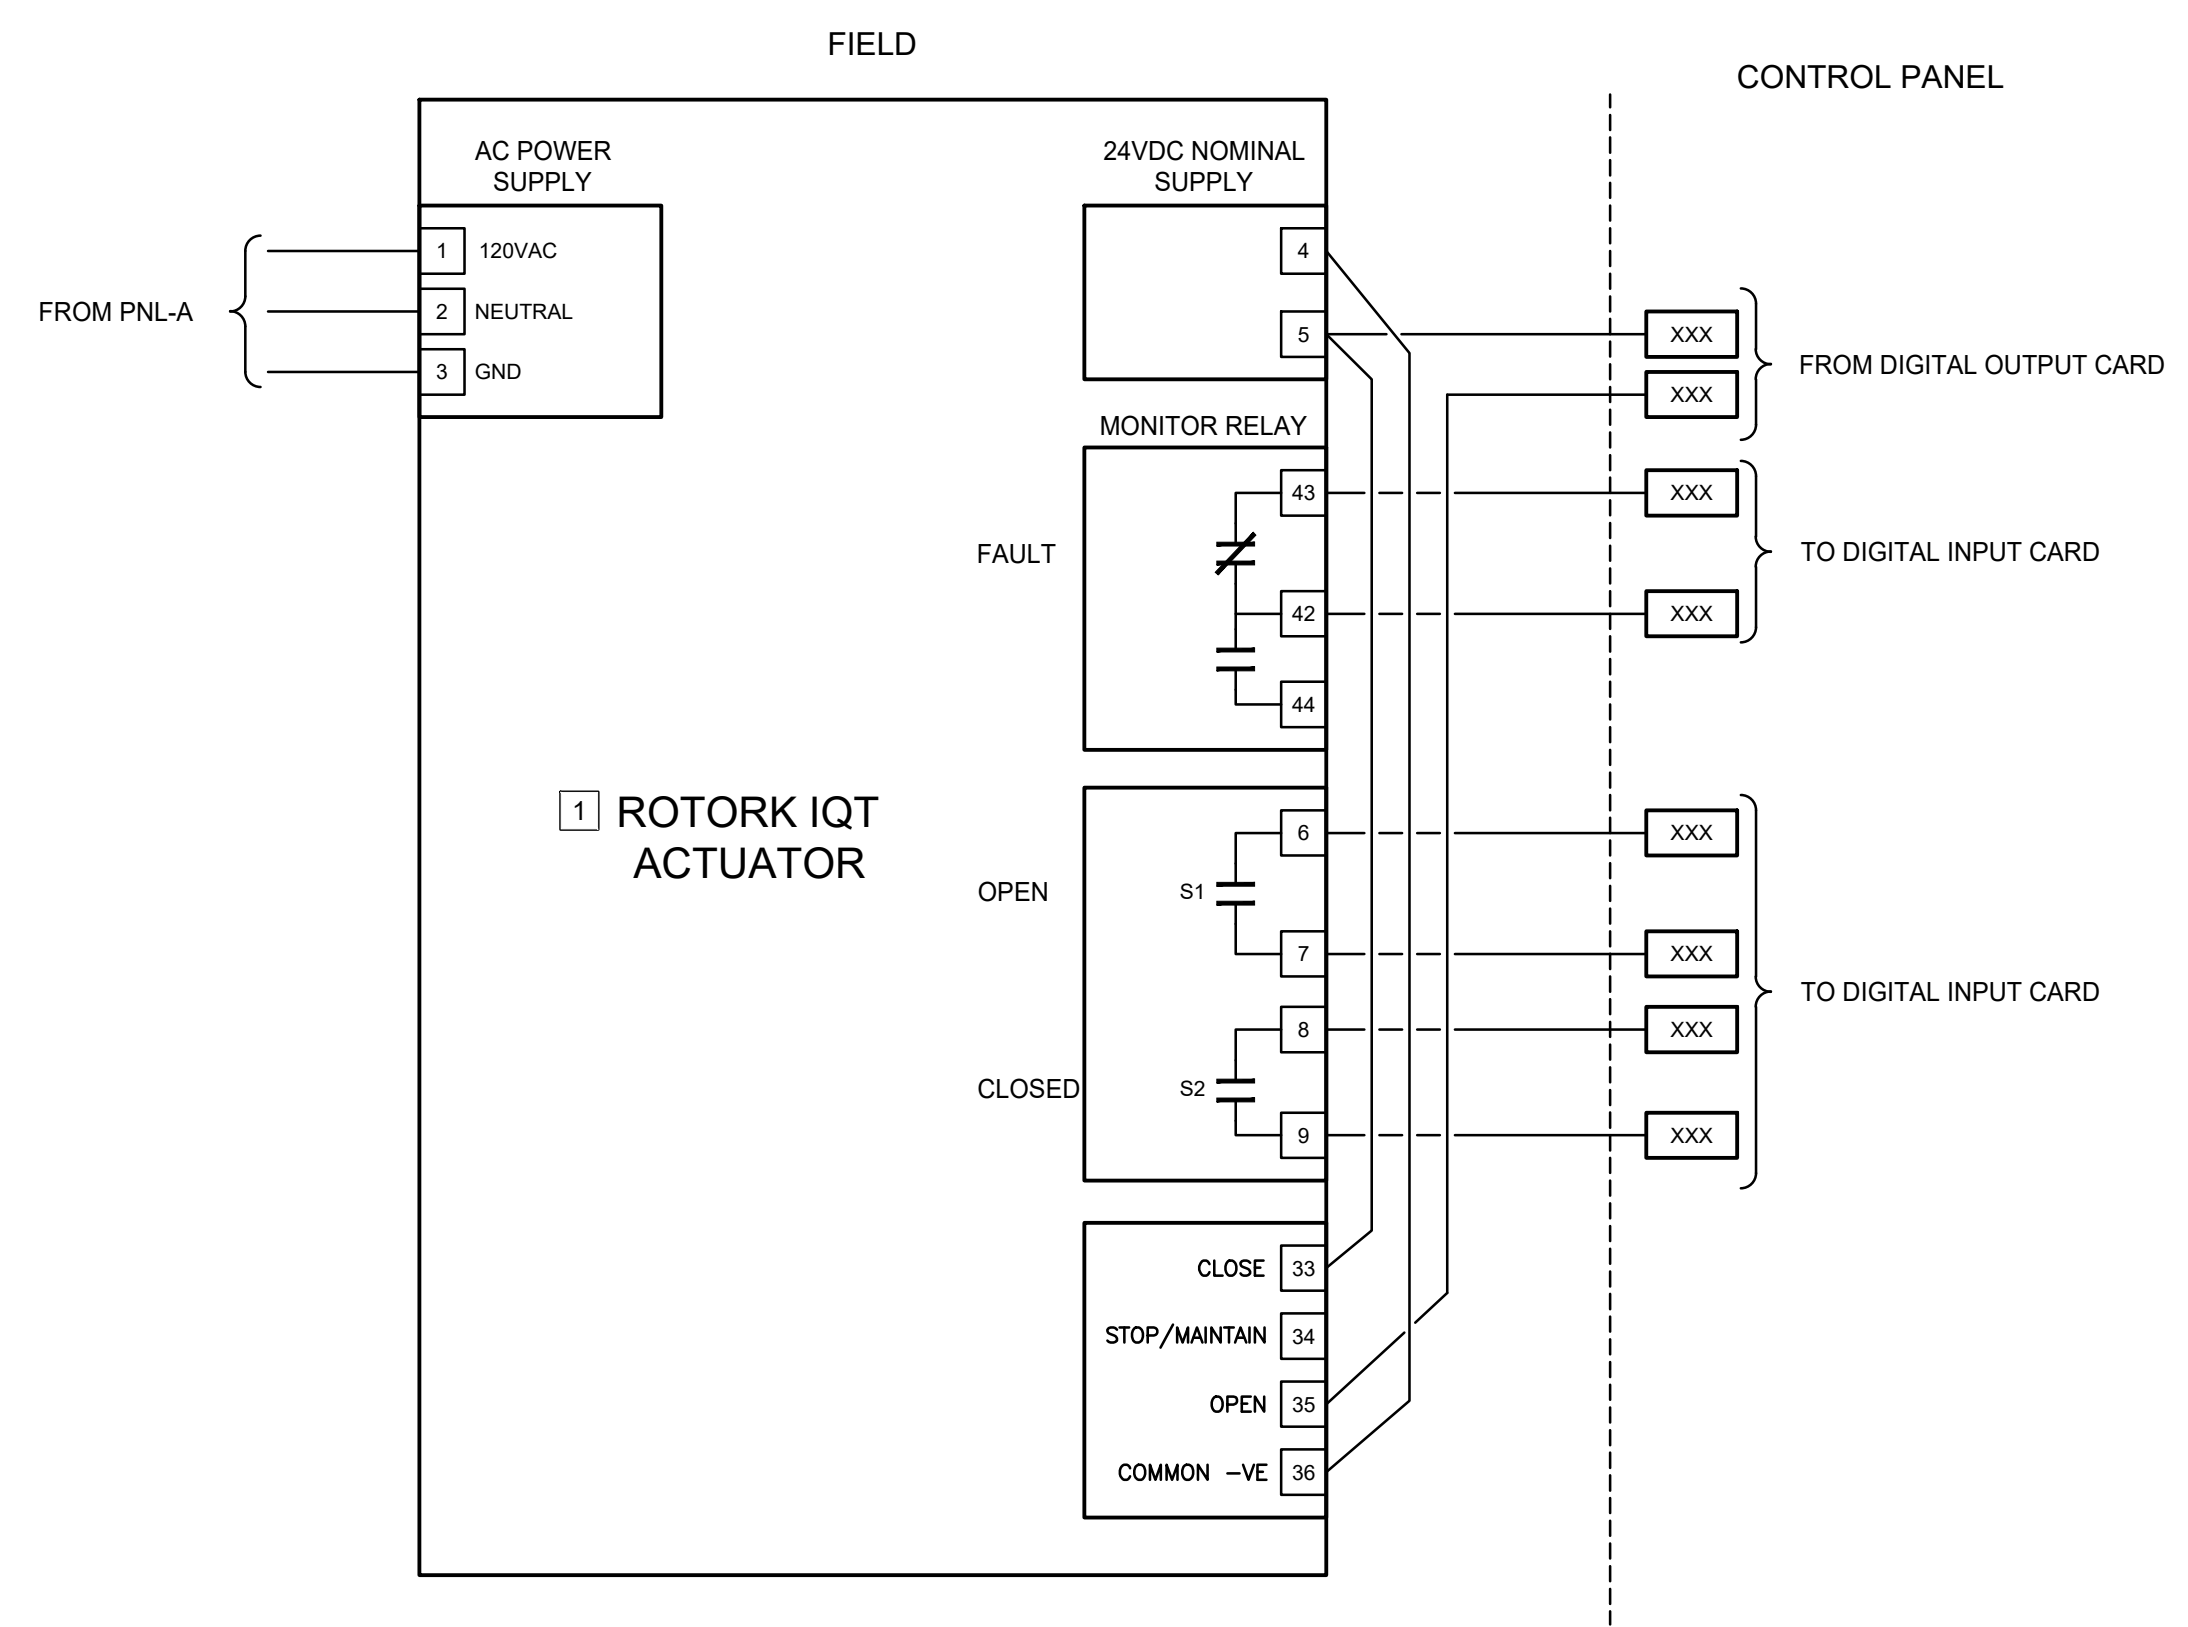 FIELD
CONTROL PANEL
AC POWER
SUPPLY
24VDC NOMINAL
SUPPLY
FROM PNL-A
1 120VAC
2 NEUTRAL
3 GND
4
5
XXX
XXX
FROM DIGITAL OUTPUT CARD
MONITOR RELAY
FAULT
43
42
44
XXX
XXX
TO DIGITAL INPUT CARD
1 ROTORK IQT
ACTUATOR
OPEN
S1
6
7
CLOSED
S2
8
9
XXX
XXX
XXX
XXX
TO DIGITAL INPUT CARD
CLOSE 33
STOP/MAINTAIN 34
OPEN 35
COMMON -VE 36